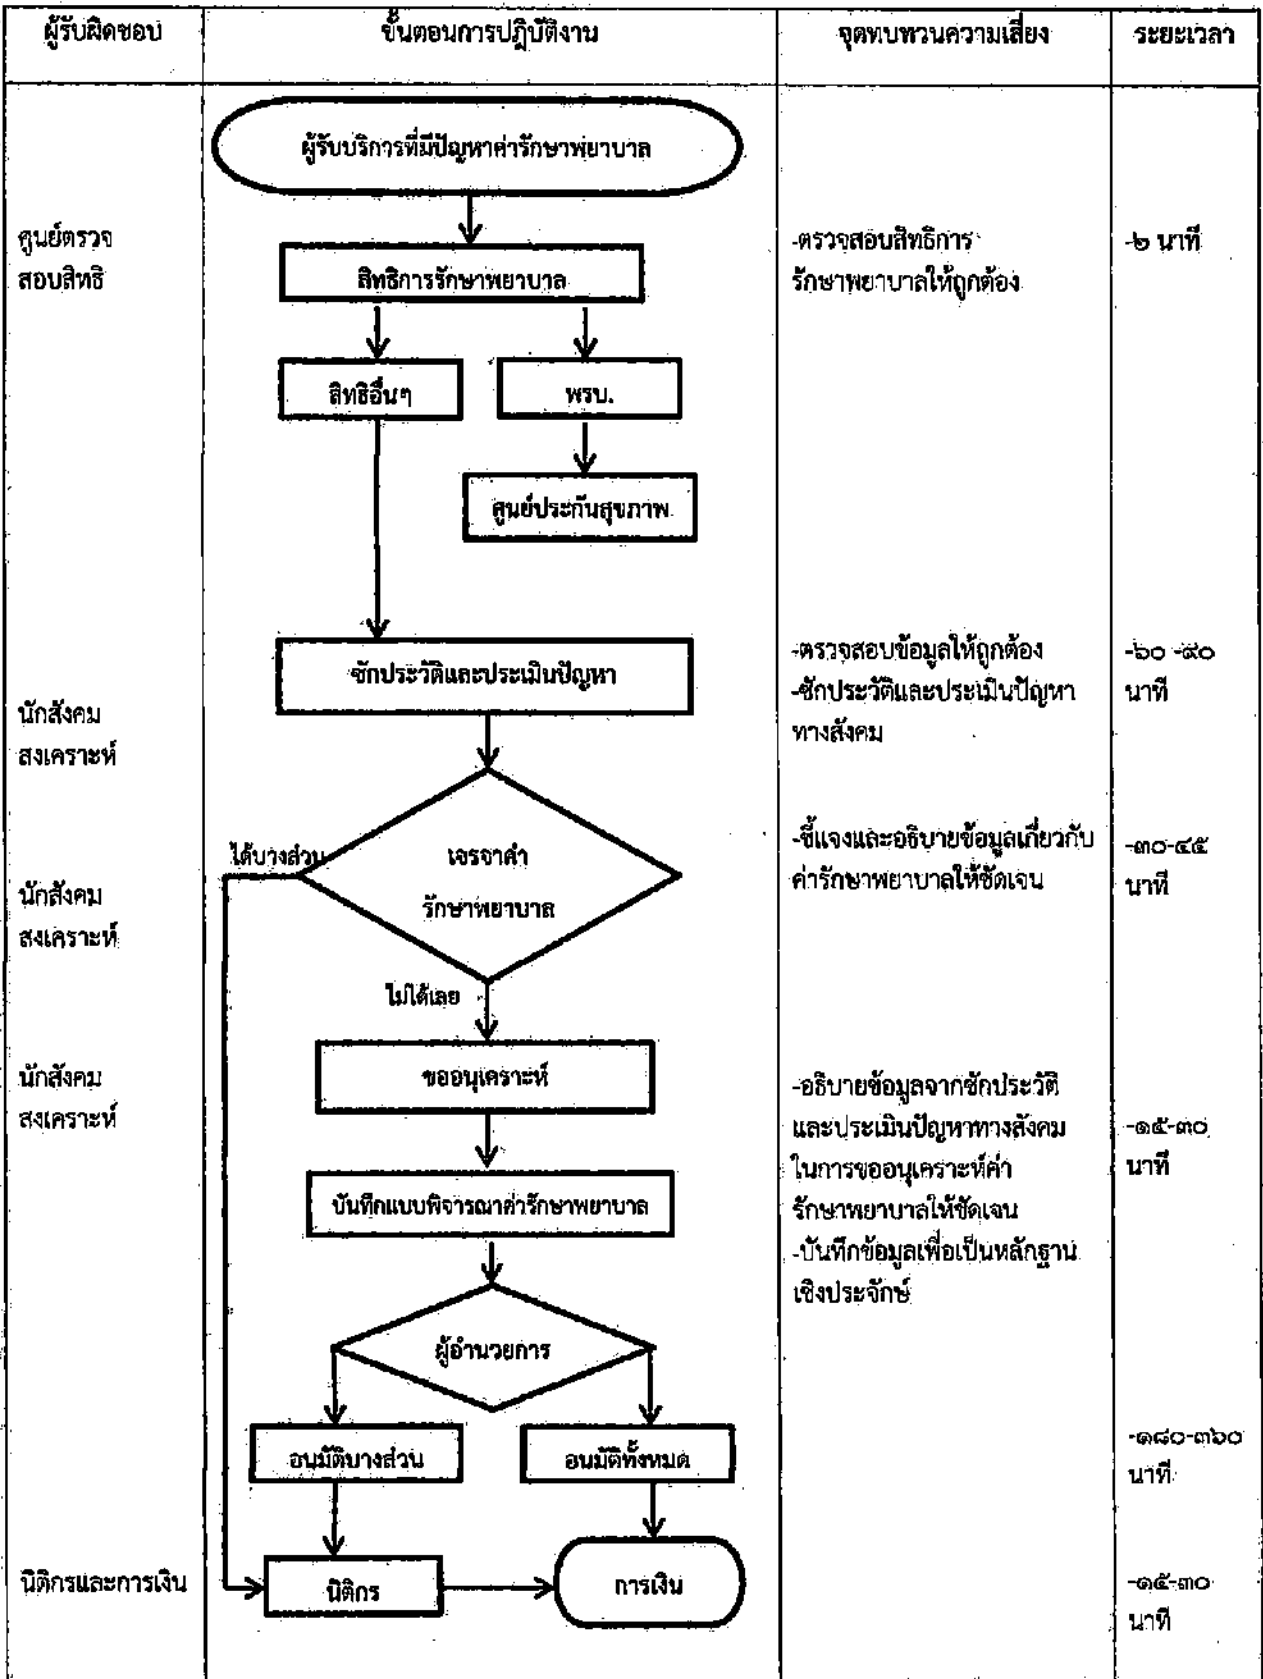 ผู้รับผิดชอบ
ขั้นตอนการปฏิบัติงาน
จุดทบทวนความเสี่ยง
ระยะเวลา
ผู้รับบริการที่มีปัญหาค่ารักษาพยาบาล
ศูนย์ตรวจ
สอบสิทธิ
สิทธิการรักษาพยาบาล
-ตรวจสอบสิทธิการ
รักษาพยาบาลให้ถูกต้อง
-๒ นาที
สิทธิอื่นๆ
พรบ.
ศูนย์ประกันสุขภาพ
ซักประวัติและประเมินปัญหา
นักสังคม
สงเคราะห์
-ตรวจสอบข้อมูลให้ถูกต้อง
-ซักประวัติและประเมินปัญหา
ทางสังคม
-๖๐ -๙๐
นาที
ได้บางส่วน
เจรจาค่า
รักษาพยาบาล
นักสังคม
สงเคราะห์
-ชี้แจงและอธิบายข้อมูลเกี่ยวกับ
ค่ารักษาพยาบาลให้ชัดเจน
-๓๐-๔๕
นาที
ไม่ได้เลย
ขออนุเคราะห์
นักสังคม
สงเคราะห์
บันทึกแบบพิจารณาค่ารักษาพยาบาล
-อธิบายข้อมูลจากซักประวัติ
และประเมินปัญหาทางสังคม
ในการขออนุเคราะห์ค่า
รักษาพยาบาลให้ชัดเจน
-บันทึกข้อมูลเพื่อเป็นหลักฐาน
เชิงประจักษ์
-๑๕-๓๐
นาที
ผู้อำนวยการ
อนมัติบางส่วน
อนมัติทั้งหมด
-๑๘๐-๓๖๐
นาที
นิติกรและการเงิน
นิติกร
การเงิน
-๑๕-๓๐
นาที